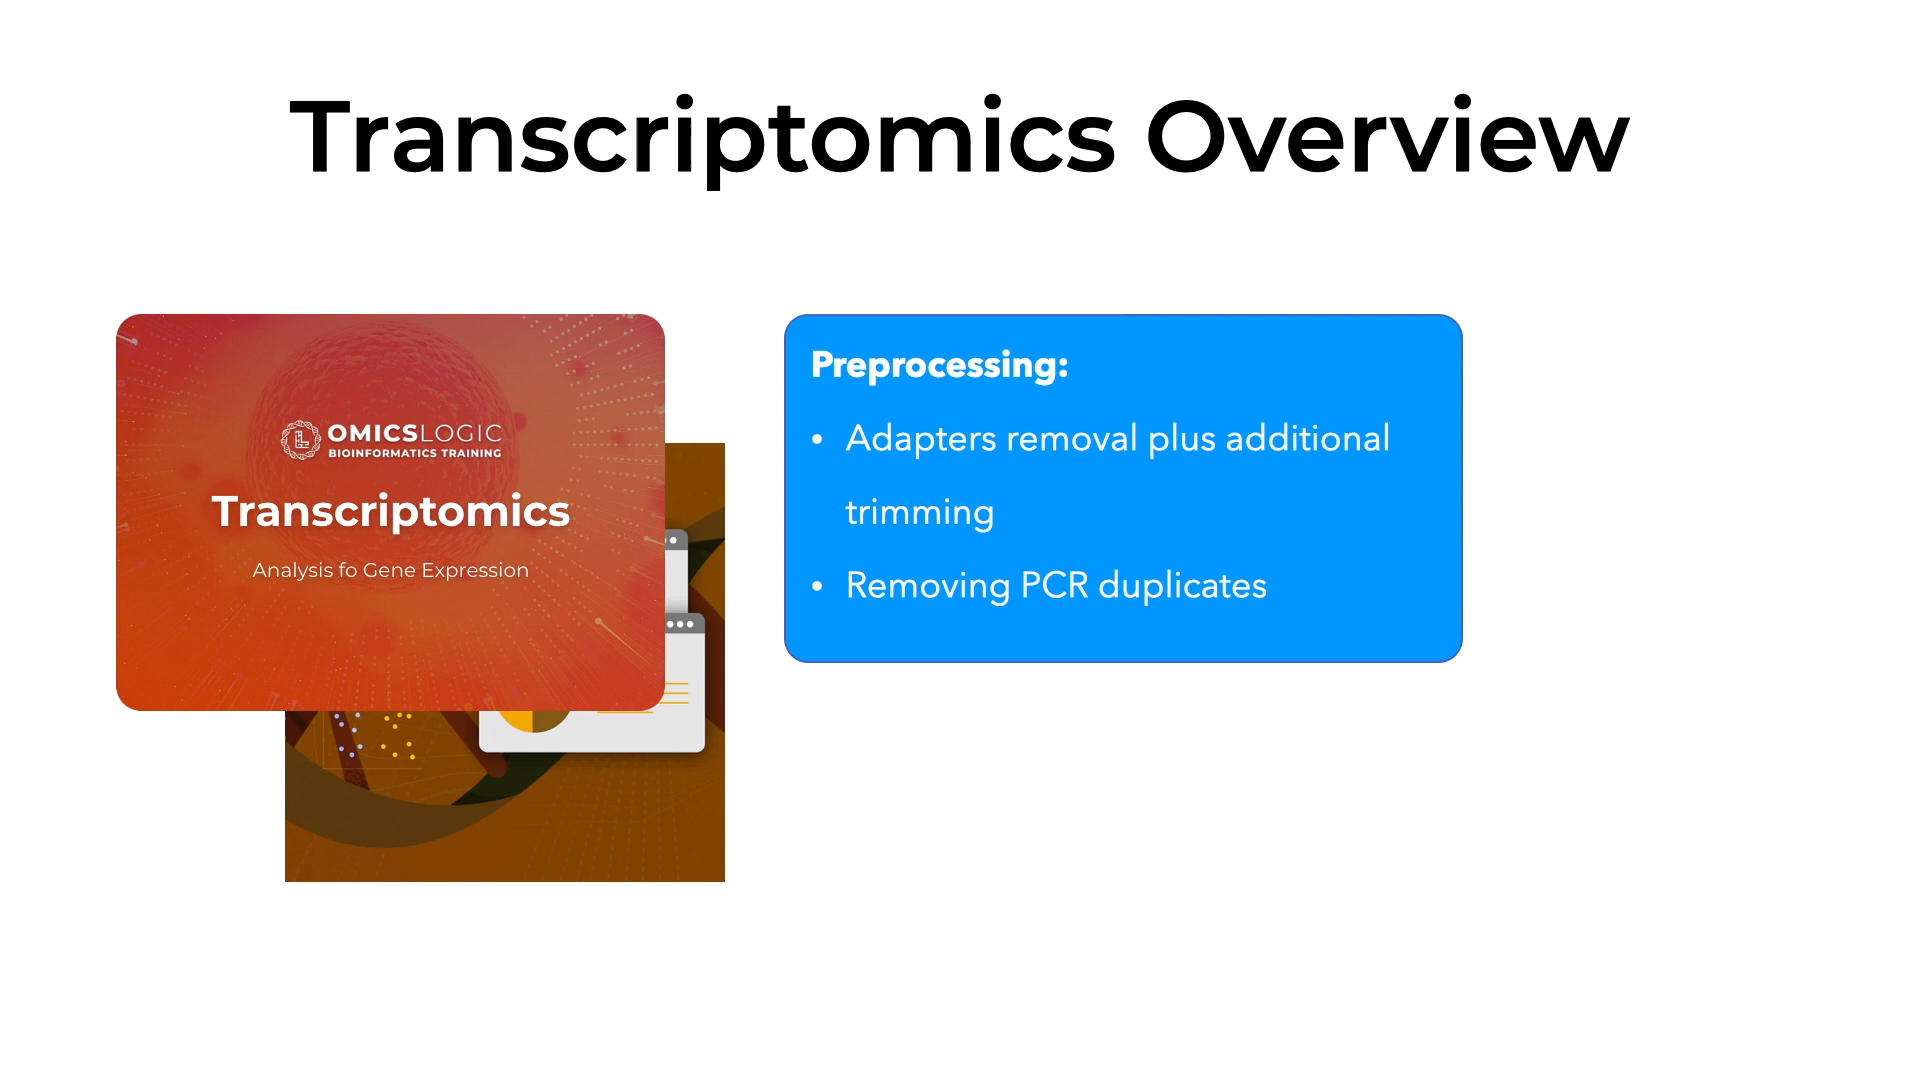 Transcriptomics Overview
OMICSLOGIC
BIOINFORMATICS TRAINING
Transcriptomics
Analysis fo Gene Expression
Preprocessing:
• Adapters removal plus additional
trimming
• Removing PCR duplicates